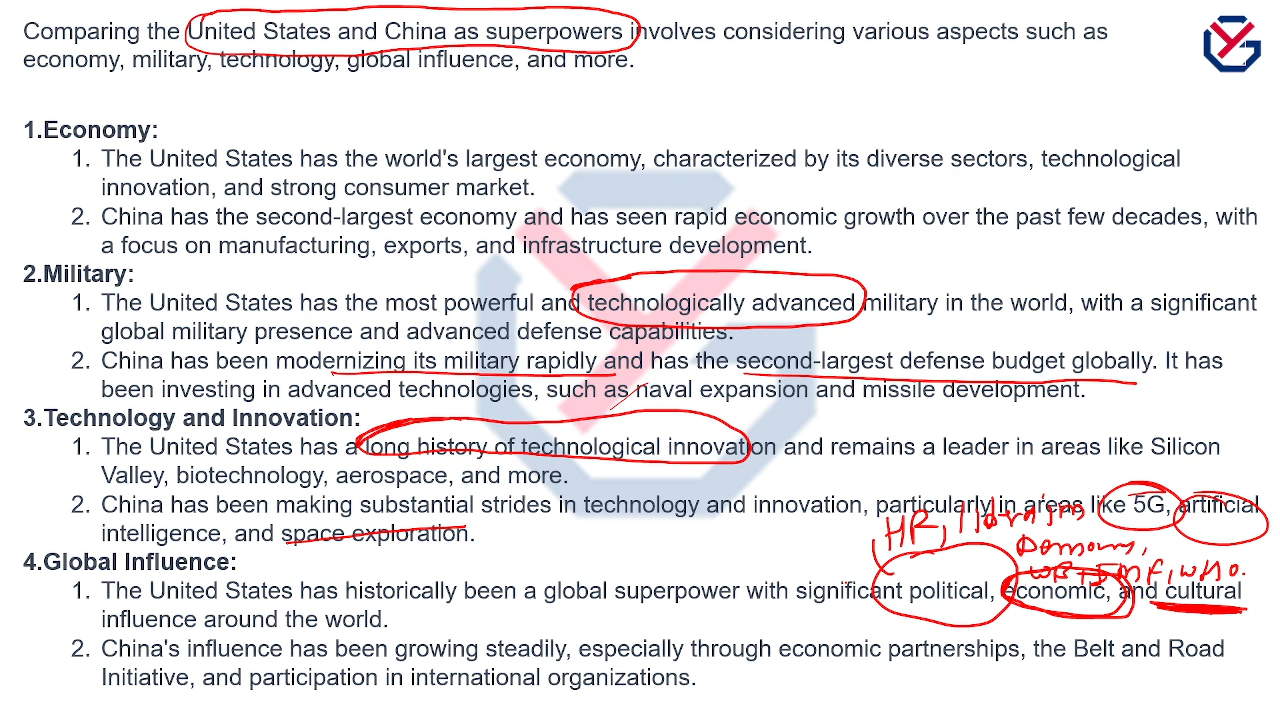 Comparing the United States and China as superpowers involves considering various aspects such as
economy, military, technology, global influence, and more.
1.Economy:
1. The United States has the world's largest economy, characterized by its diverse sectors, technological
innovation, and strong consumer market.
2. China has the second-largest economy and has seen rapid economic growth over the past few decades, with
a focus on manufacturing, exports, and infrastructure development.
2.Military:
1. The United States has the most powerful and technologically advanced military in the world, with a significant
global military presence and advanced defense capabilities.
2. China has been modernizing its military rapidly and has the second-largest defense budget globally. It has
been investing in advanced technologies, such as naval expansion and missile development.
3.Technology and Innovation:
1. The United States has a long history of technological innovation and remains a leader in areas like Silicon
Valley, biotechnology, aerospace, and more.
2. China has been making substantial strides in technology and innovation, particularly in areas like 5G, artificial
intelligence, and space exploration.
HR,
WB + IMF, WHO.
4.Global Influence:
1. The United States has historically been a global superpower with significant political, economic, and cultural
influence around the world.
2. China's influence has been growing steadily, especially through economic partnerships, the Belt and Road
Initiative, and participation in international organizations.